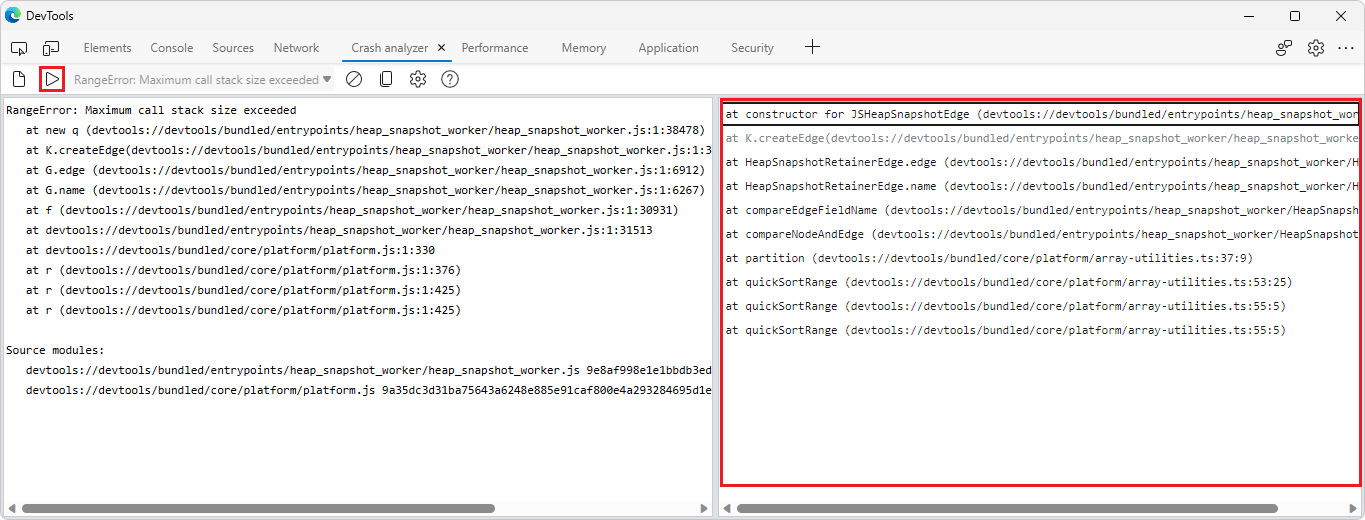 DevTools
Elements Console Sources Network Crash analyzer Performance Memory Application Security
RangeError: Maximum call stack size exceeded
RangeError: Maximum call stack size exceeded
at new q (devtools://devtools/bundled/entrypoints/heap_snapshot_worker/heap_snapshot_worker.js:1:38478)
at K.createEdge(devtools://devtools/bundled/entrypoints/heap_snapshot_worker/heap_snapshot_worker.js:1:3
at G.edge (devtools://devtools/bundled/entrypoints/heap_snapshot_worker/heap_snapshot_worker.js:1:6912)
at G.name (devtools://devtools/bundled/entrypoints/heap_snapshot_worker/heap_snapshot_worker.js:1:6267)
at f (devtools://devtools/bundled/entrypoints/heap_snapshot_worker/heap_snapshot_worker.js:1:30931)
at devtools://devtools/bundled/entrypoints/heap_snapshot_worker/heap_snapshot_worker.js:1:31513
at devtools://devtools/bundled/core/platform/platform.js:1:330
at r (devtools://devtools/bundled/core/platform/platform.js:1:376)
at r (devtools://devtools/bundled/core/platform/platform.js:1:425)
at r (devtools://devtools/bundled/core/platform/platform.js:1:425)
Source modules:
devtools://devtools/bundled/entrypoints/heap_snapshot_worker/heap_snapshot_worker.js 9e8af998e1e1bbdb3ed
devtools://devtools/bundled/core/platform/platform.js 9a35dc3d31ba75643a6248e885e91caf800e4a293284695d1e
at constructor for JSHeapSnapshotEdge (devtools://devtools/bundled/entrypoints/heap_snapshot_wor
at K.createEdge(devtools://devtools/bundled/entrypoints/heap_snapshot_worker/heap_snapshot_worke
at HeapSnapshotRetainerEdge.edge (devtools://devtools/bundled/entrypoints/heap_snapshot_worker/H
at HeapSnapshotRetainerEdge.name (devtools://devtools/bundled/entrypoints/heap_snapshot_worker/H
at compareEdgeFieldName (devtools://devtools/bundled/entrypoints/heap_snapshot_worker/HeapSnapsh
at compareNodeAndEdge (devtools://devtools/bundled/entrypoints/heap_snapshot_worker/HeapSnapshot
at partition (devtools://devtools/bundled/core/platform/array-utilities.ts:37:9)
at quickSortRange (devtools://devtools/bundled/core/platform/array-utilities.ts:53:25)
at quickSortRange (devtools://devtools/bundled/core/platform/array-utilities.ts:55:5)
at quickSortRange (devtools://devtools/bundled/core/platform/array-utilities.ts:55:5)